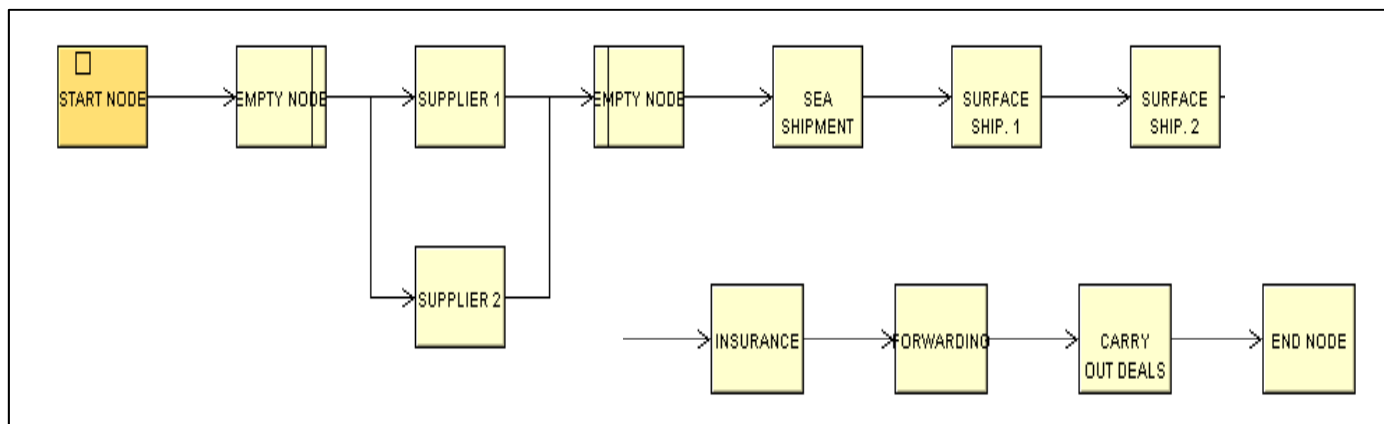 START NODE
EMPTY NODE
SUPPLIER 1
EMPTY NODE
SEA
SHIPMENT
SURFACE
SHIP. 1
SURFACE
SHIP. 2
SUPPLIER 2
INSURANCE
FORWARDING
CARRY
OUT DEALS
END NODE